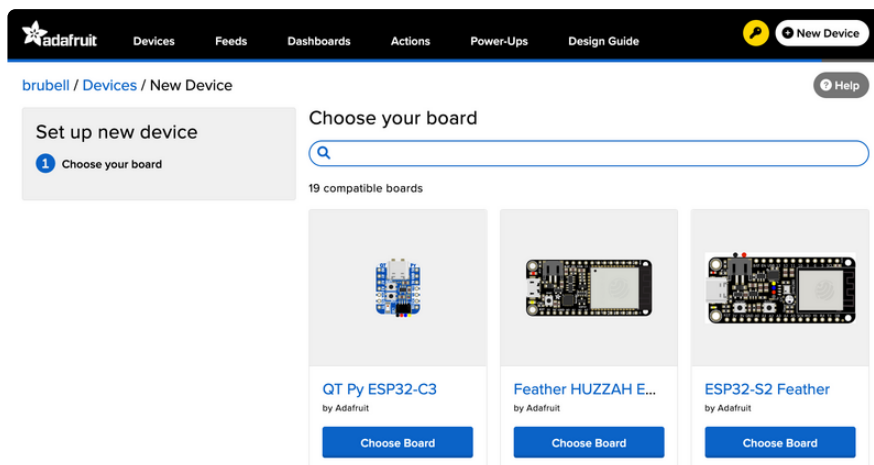 adafruit Devices Feeds Dashboards Actions Power-Ups Design Guide New Device
brubell / Devices / New Device
Help
Set up new device
1 Choose your board
Choose your board
19 compatible boards
QT Py ESP32-C3
by Adafruit
Choose Board
Feather HUZZAH E...
by Adafruit
Choose Board
ESP32-S2 Feather
by Adafruit
Choose Board